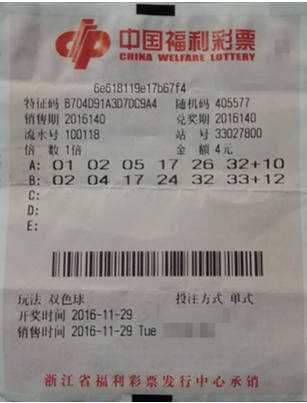 中国福利彩票
CHINA WELFARE LOTTERY
6e618119e17b67f4
特征码 B704D91A3D7DC9A4 随机码 405577
销售期 2016140 兑奖期 2016140
流水号 100118 站 号 33027800
倍 数 1倍 金 额 4元
A: 01 02 05 17 26 32+10
B: 02 04 17 24 32 33+12
C:
D:
E:
玩法 双色球 投注方式 单式
开奖时间 2016-11-29
销售时间 2016-11-29 Tue
浙江省福利彩票发行中心承销